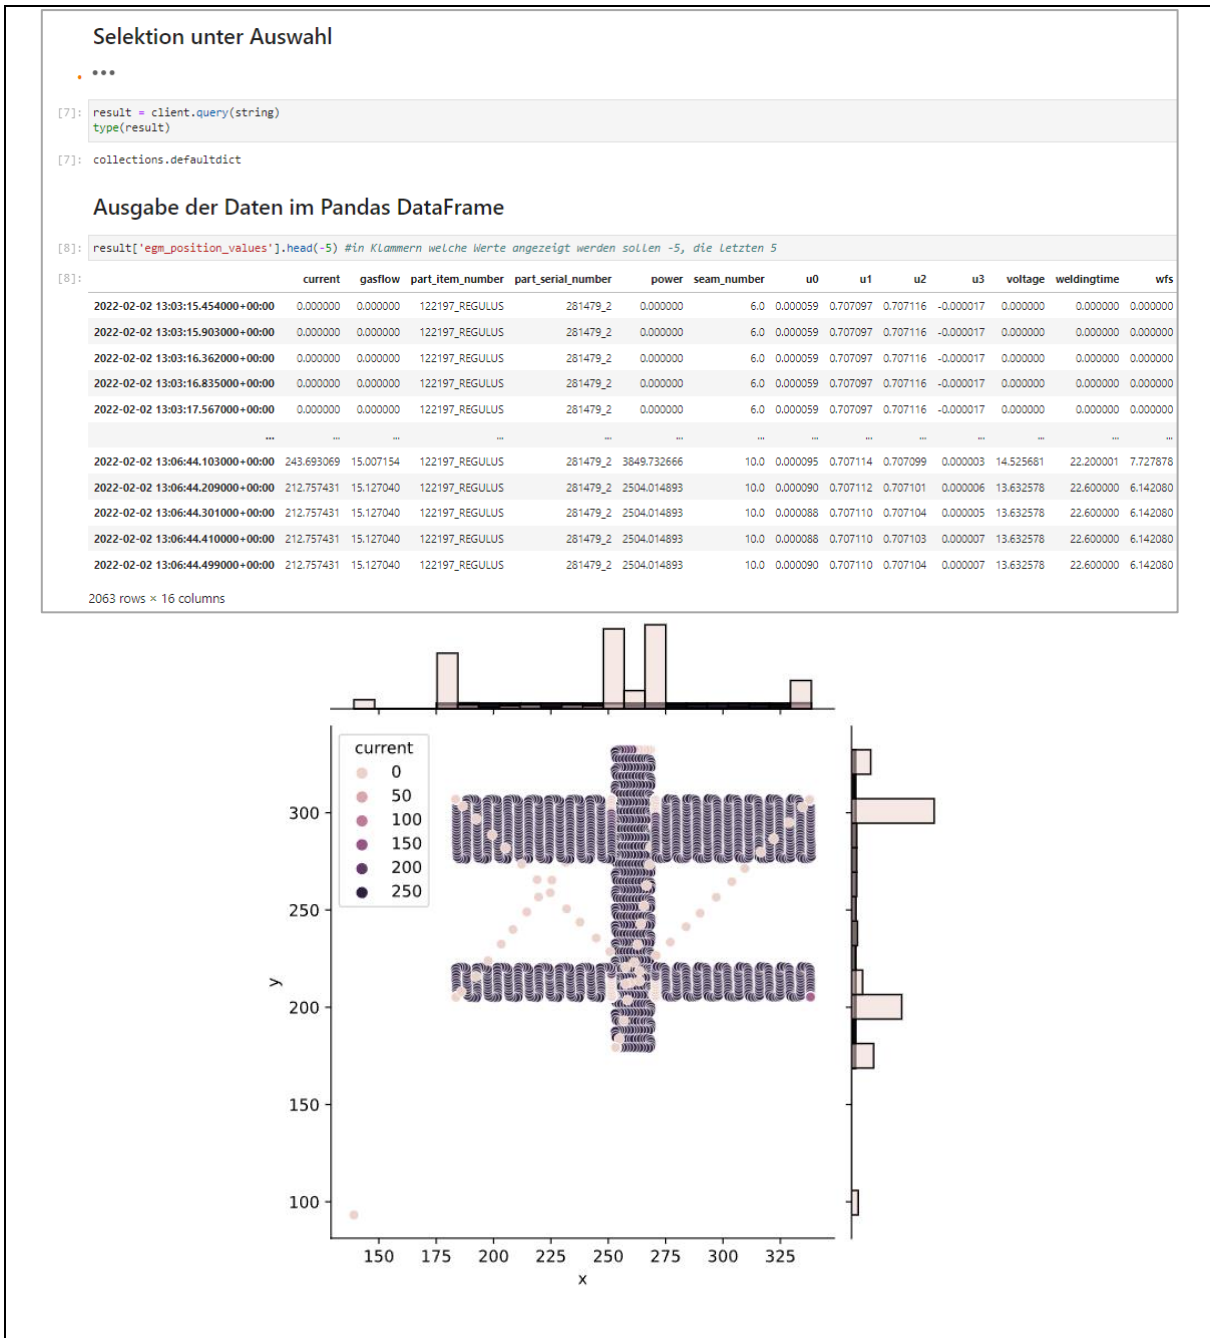 Selektion unter Auswahl
•••
[7]: result = client.query(string)
type(result)
[7]: collections.defaultdict
Ausgabe der Daten im Pandas DataFrame
[8]: result['egm_position_values'].head(-5) #in Klammern welche Werte angezeigt werden sollen -5, die letzten 5
[8]:
current gasflow part_item_number part_serial_number power seam_number u0 u1 u2 u3 voltage weldingtime wfs
2022-02-02 13:03:15.454000+00:00 0.000000 0.000000 122197_REGULUS 281479_2 0.000000 6.0 0.000059 0.707097 0.707116 -0.000017 0.000000 0.000000 0.000000
2022-02-02 13:03:15.903000+00:00 0.000000 0.000000 122197_REGULUS 281479_2 0.000000 6.0 0.000059 0.707097 0.707116 -0.000017 0.000000 0.000000 0.000000
2022-02-02 13:03:16.362000+00:00 0.000000 0.000000 122197_REGULUS 281479_2 0.000000 6.0 0.000059 0.707097 0.707116 -0.000017 0.000000 0.000000 0.000000
2022-02-02 13:03:16.835000+00:00 0.000000 0.000000 122197_REGULUS 281479_2 0.000000 6.0 0.000059 0.707097 0.707116 -0.000017 0.000000 0.000000 0.000000
2022-02-02 13:03:17.567000+00:00 0.000000 0.000000 122197_REGULUS 281479_2 0.000000 6.0 0.000059 0.707097 0.707116 -0.000017 0.000000 0.000000 0.000000
... ... ... ... ... ... ... ... ... ... ... ... ... ...
2022-02-02 13:06:44.103000+00:00 243.693069 15.007154 122197_REGULUS 281479_2 3849.732666 10.0 0.000095 0.707114 0.707099 0.000003 14.525681 22.200001 7.727878
2022-02-02 13:06:44.209000+00:00 212.757431 15.127040 122197_REGULUS 281479_2 2504.014893 10.0 0.000090 0.707112 0.707101 0.000006 13.632578 22.600000 6.142080
2022-02-02 13:06:44.301000+00:00 212.757431 15.127040 122197_REGULUS 281479_2 2504.014893 10.0 0.000088 0.707110 0.707104 0.000005 13.632578 22.600000 6.142080
2022-02-02 13:06:44.410000+00:00 212.757431 15.127040 122197_REGULUS 281479_2 2504.014893 10.0 0.000088 0.707110 0.707103 0.000007 13.632578 22.600000 6.142080
2022-02-02 13:06:44.499000+00:00 212.757431 15.127040 122197_REGULUS 281479_2 2504.014893 10.0 0.000090 0.707110 0.707104 0.000007 13.632578 22.600000 6.142080
2063 rows × 16 columns
current
0
50
100
150
200
250
300
250
200
150
100
y
150 175 200 225 250 275 300 325
x